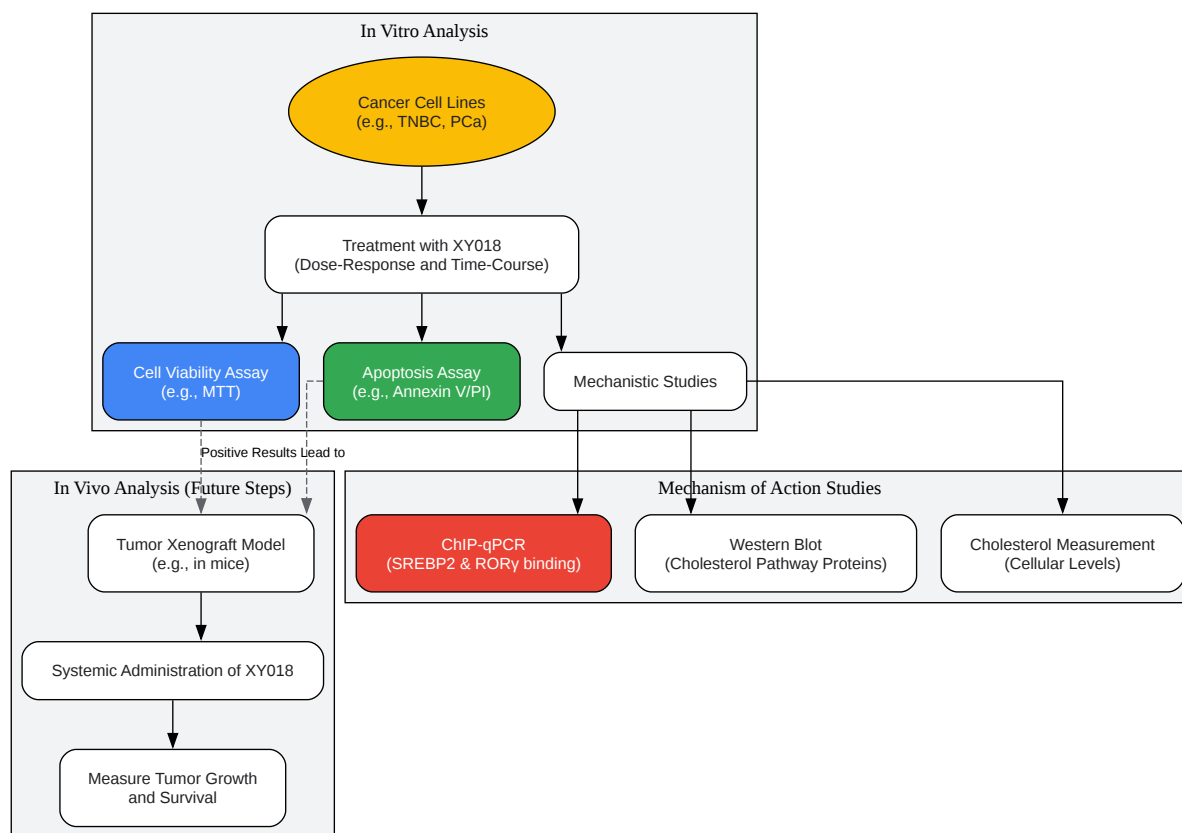 In Vitro Analysis
Cancer Cell Lines
(e.g., TNBC, PCa)
Treatment with XY018
(Dose-Response and Time-Course)
Cell Viability Assay
(e.g., MTT)
Apoptosis Assay
(e.g., Annexin V/PI)
Mechanistic Studies
Positive Results Lead to
In Vivo Analysis (Future Steps)
Tumor Xenograft Model
(e.g., in mice)
Systemic Administration of XY018
Measure Tumor Growth
and Survival
Mechanism of Action Studies
ChIP-qPCR
(SREBP2 & RORγ binding)
Western Blot
(Cholesterol Pathway Proteins)
Cholesterol Measurement
(Cellular Levels)